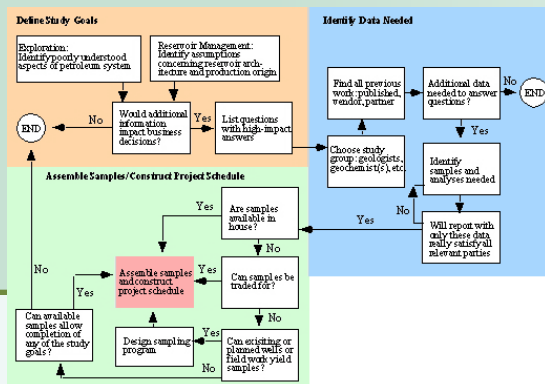 Define Study Goals
Exploration:
Identify poorly understood
aspects of petroleum system
Reservoir Management:
Identify assumptions
concerning reservoir arch-
itecture and production origin
END
No
Would additional
information
impact business
decisions?
Yes
List questions
with high-impact
answers
Identify Data Needed
Find all previous
work: published,
vendor, partner
Additional data
needed to answer
questions?
No
END
Yes
Choose study
group: geologists,
geochemist(s), etc.
Identify
samples and
analyses needed
No
Will report with
only these data
really satisfy all
relevant parties
Yes
Assemble Samples/Construct Project Schedule
Are samples
available in
house?
Yes
No
Assemble samples
and construct
project schedule
Yes
Can samples be
traded for?
No
No
Yes
Can available
samples allow
completion of
any of the study
goals?
Design sampling
program
Yes
Can exisiting or
planned wells or
field work yield
samples?
No